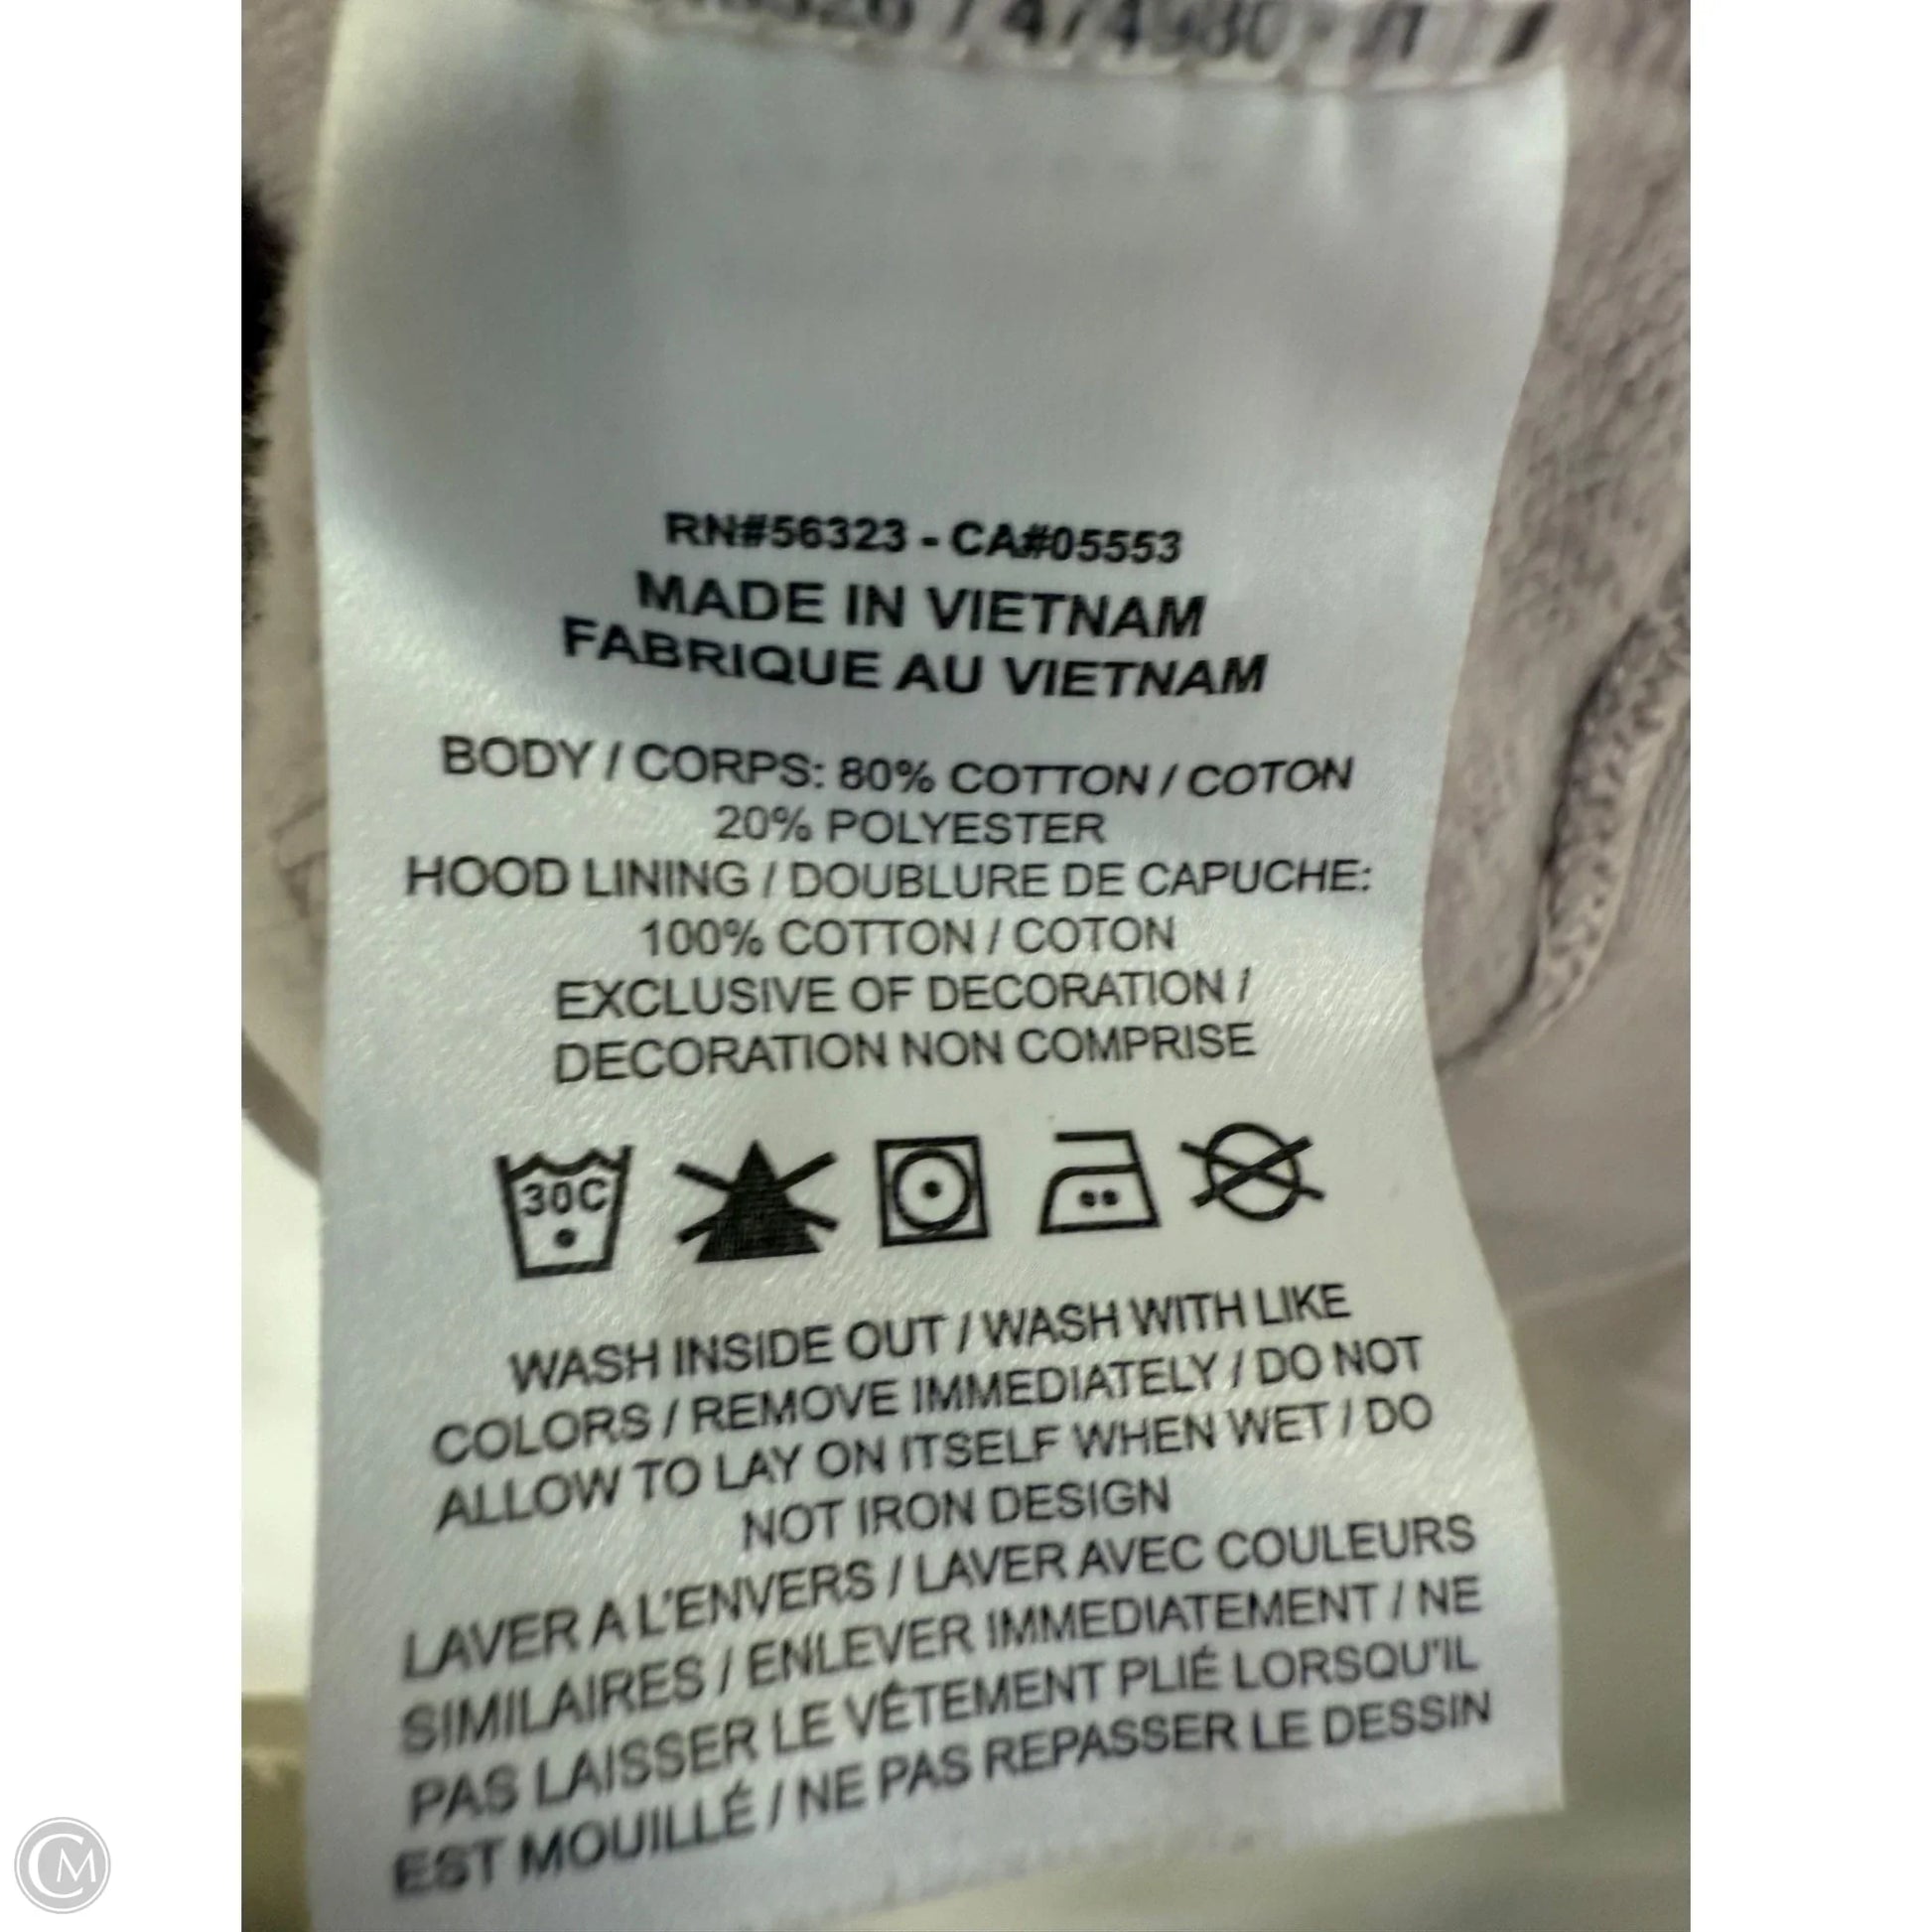 RN#56323 - CA#05553
MADE IN VIETNAM
FABRIQUE AU VIETNAM
BODY / CORPS: 80% COTTON / COTON
20% POLYESTER
HOOD LINING / DOUBLURE DE CAPUCHE:
100% COTTON / COTON
EXCLUSIVE OF DECORATION /
DECORATION NON COMPRISE
30C
WASH INSIDE OUT / WASH WITH LIKE
COLORS / REMOVE IMMEDIATELY / DO NOT
ALLOW TO LAY ON ITSELF WHEN WET / DO
NOT IRON DESIGN
LAVER A L'ENVERS / LAVER AVEC COULEURS
SIMILAIRES / ENLEVER IMMEDIATEMENT / NE
PAS LAISSER LE VÊTEMENT PLIÉ LORSQU'IL
EST MOUILLÉ / NE PAS REPASSER LE DESSIN
CM